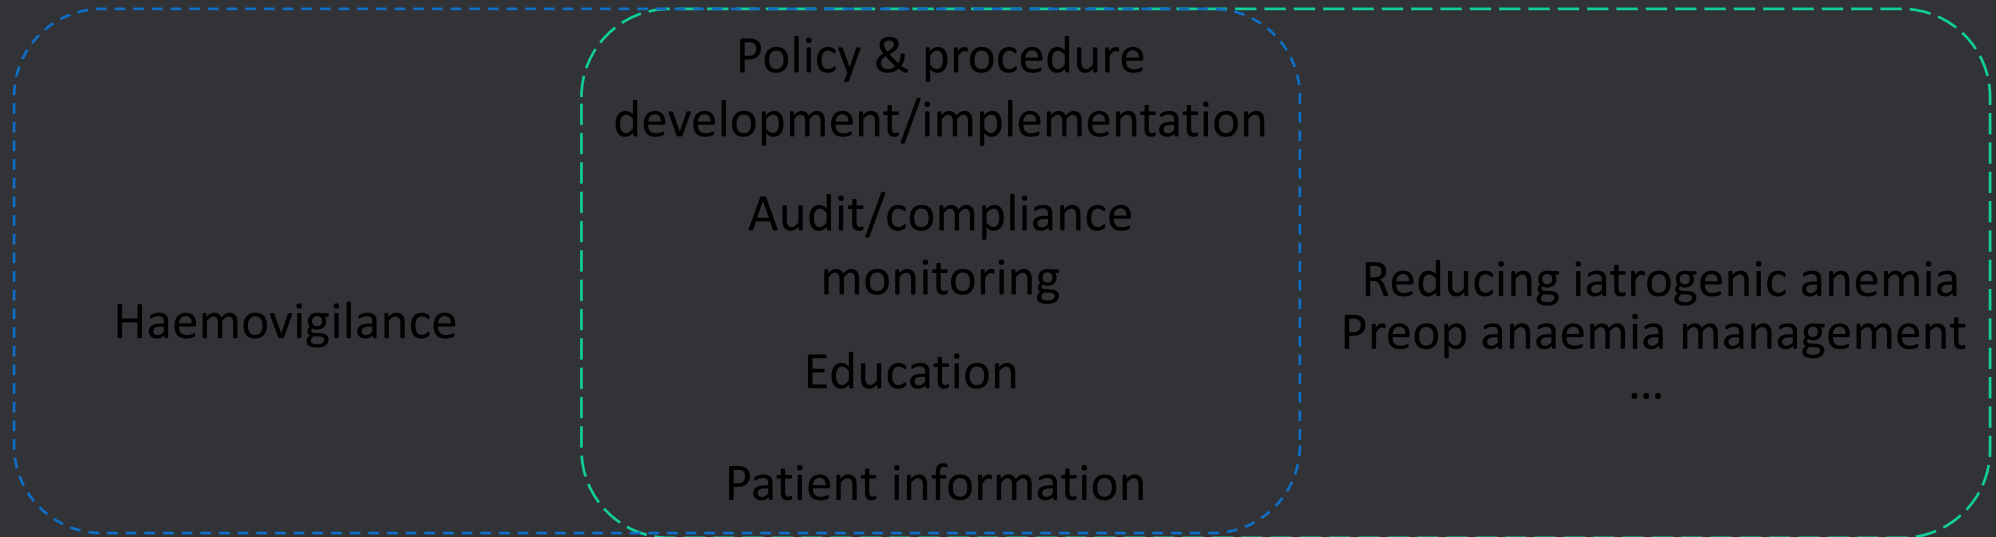 Policy & procedure
development/implementation
Audit/compliance
monitoring
Education
Patient information
Haemovigilance
Reducing iatrogenic anemia
Preop anaemia management
...